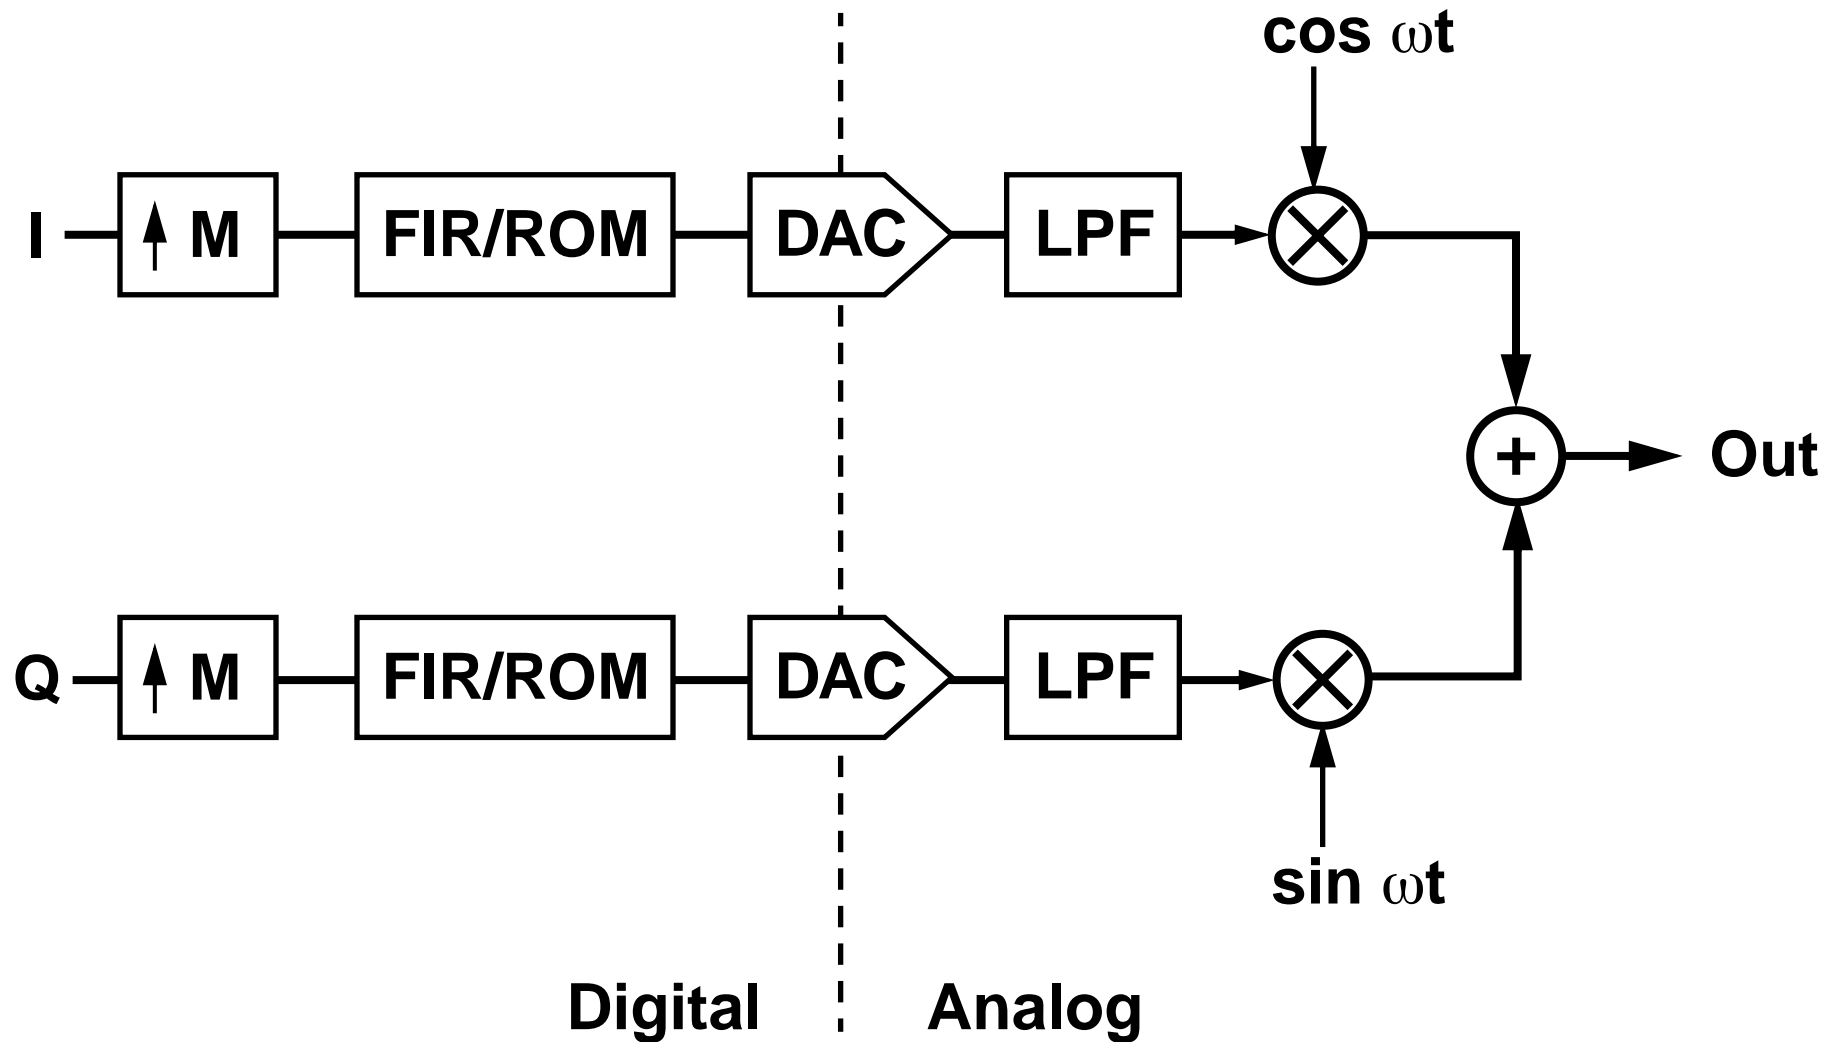 cos ωt
I ↑ M FIR/ROM DAC LPF
+ Out
Q ↑ M FIR/ROM DAC LPF
sin ωt
Digital Analog